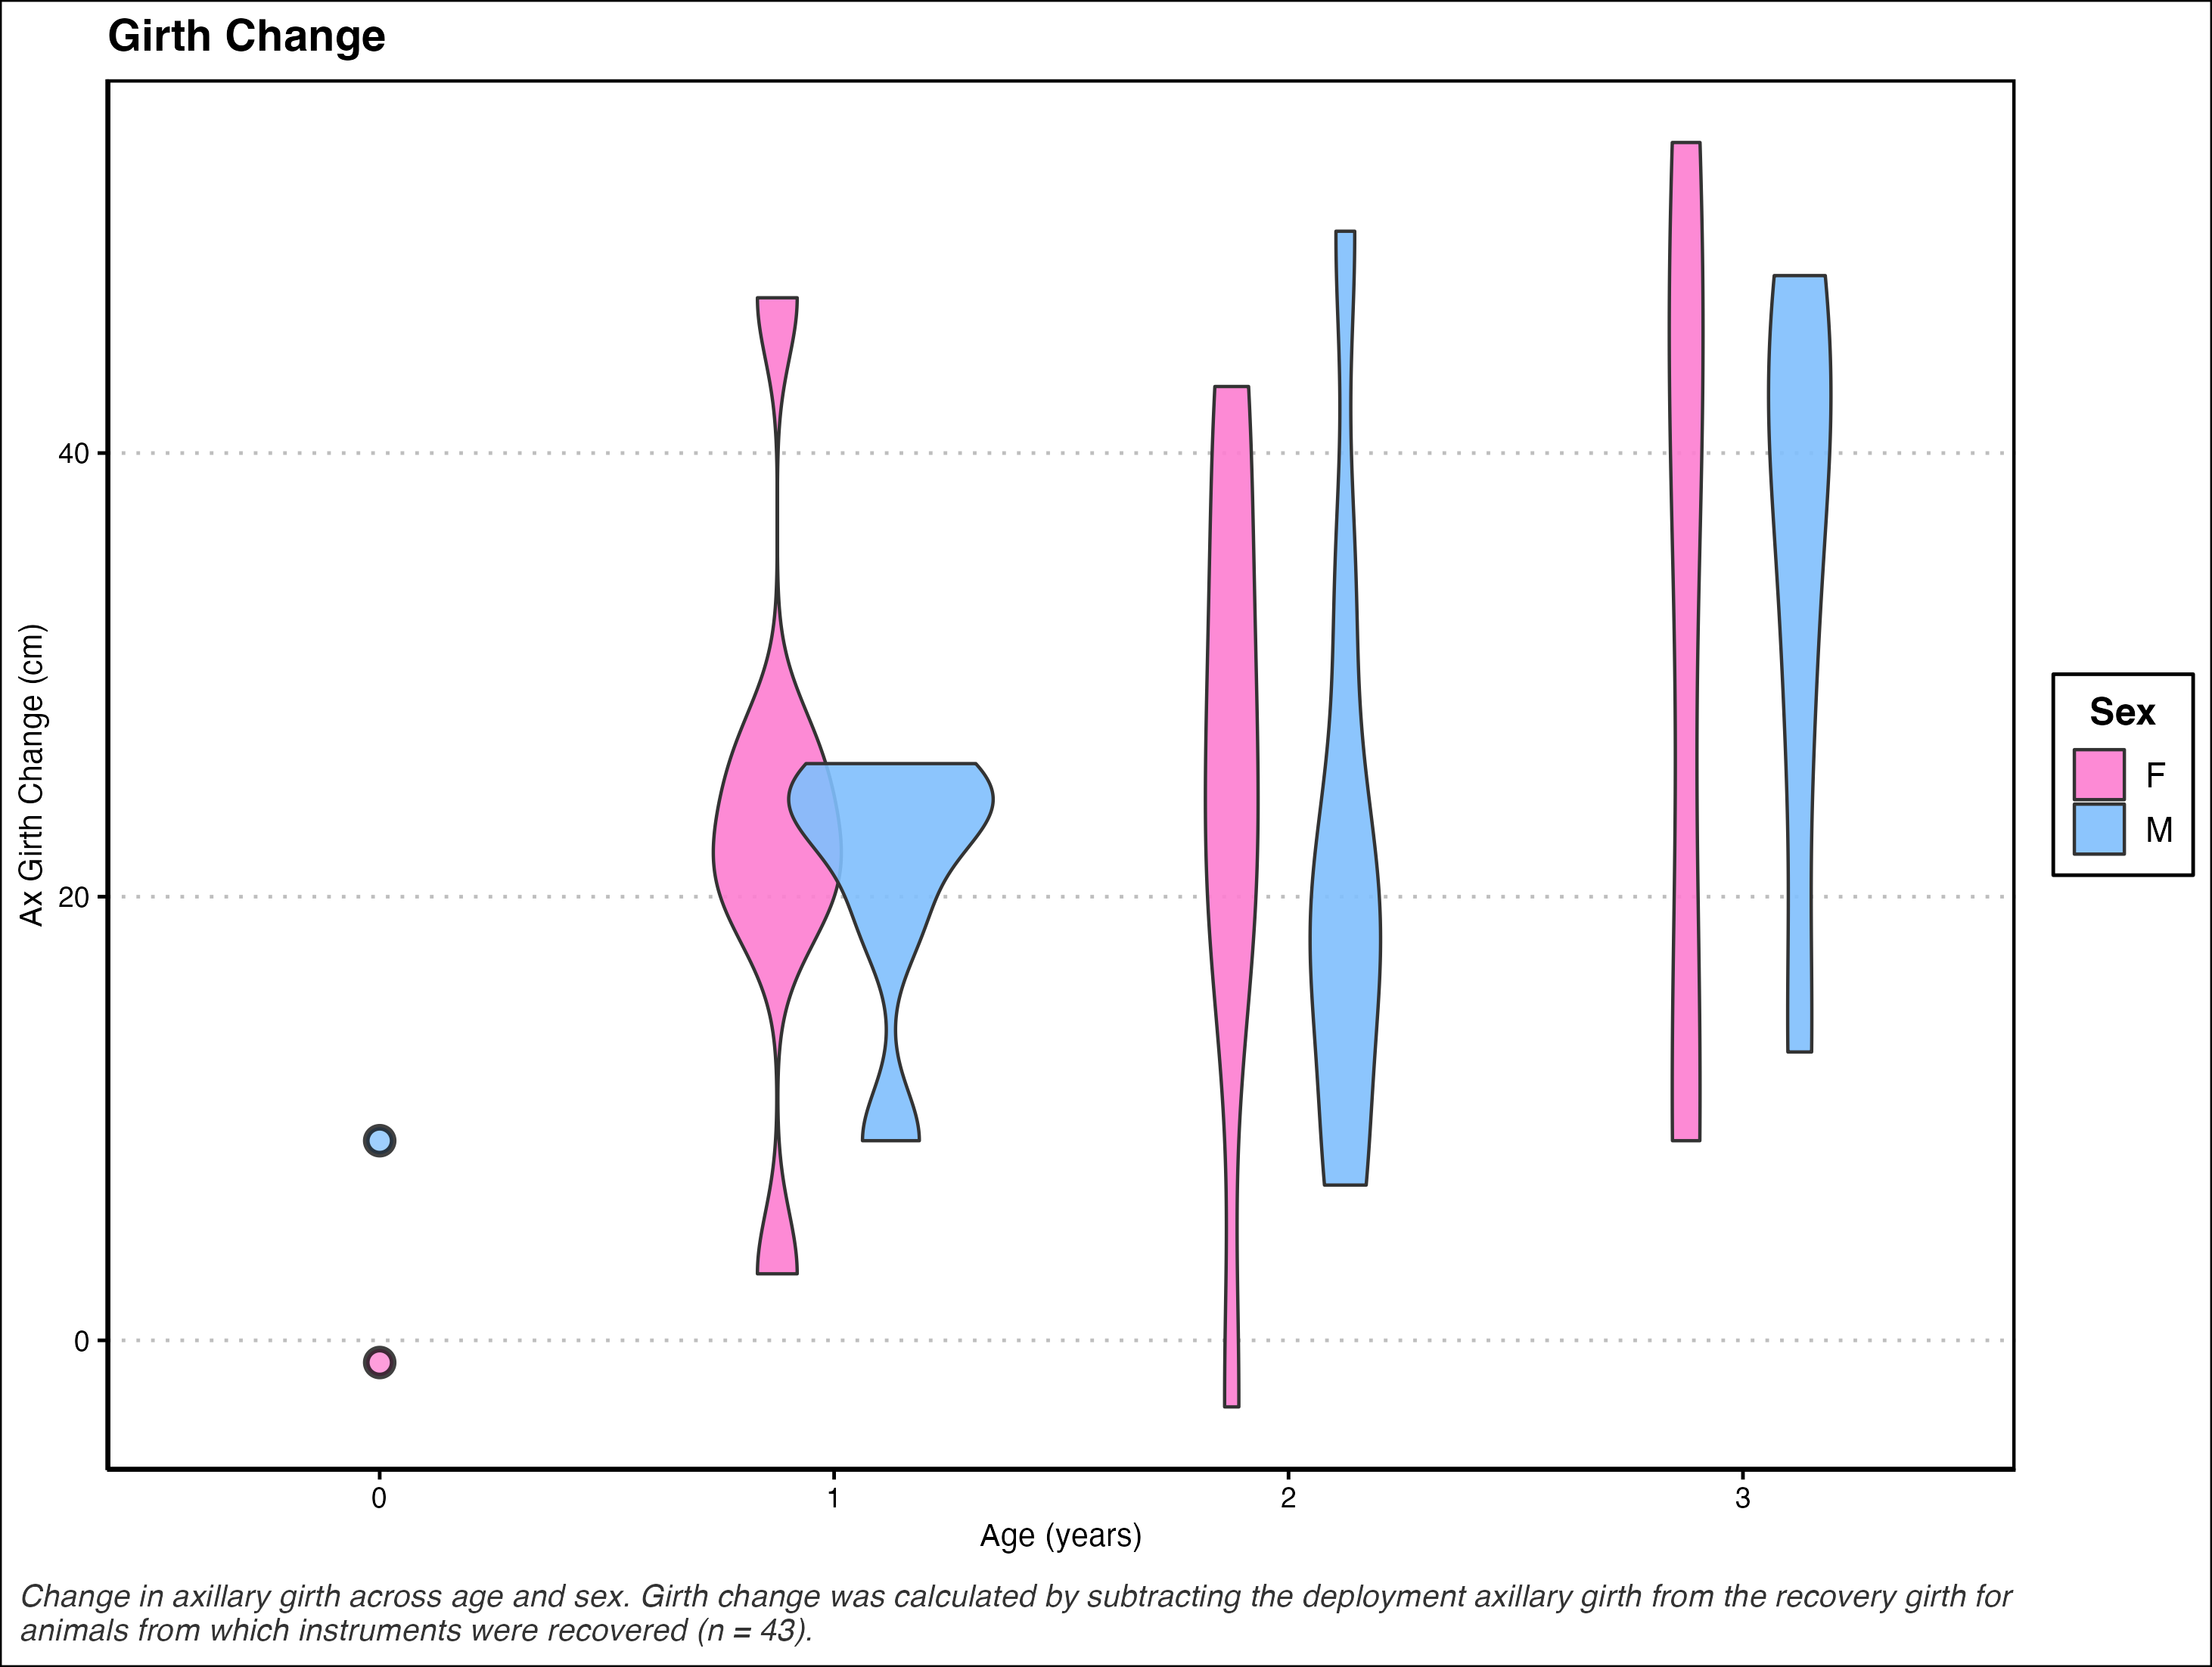 Girth Change
Ax Girth Change (cm)
40
20
0
0 1 2 3
Age (years)
Sex
F
M
Change in axillary girth across age and sex. Girth change was calculated by subtracting the deployment axillary girth from the recovery girth for
animals from which instruments were recovered (n = 43).